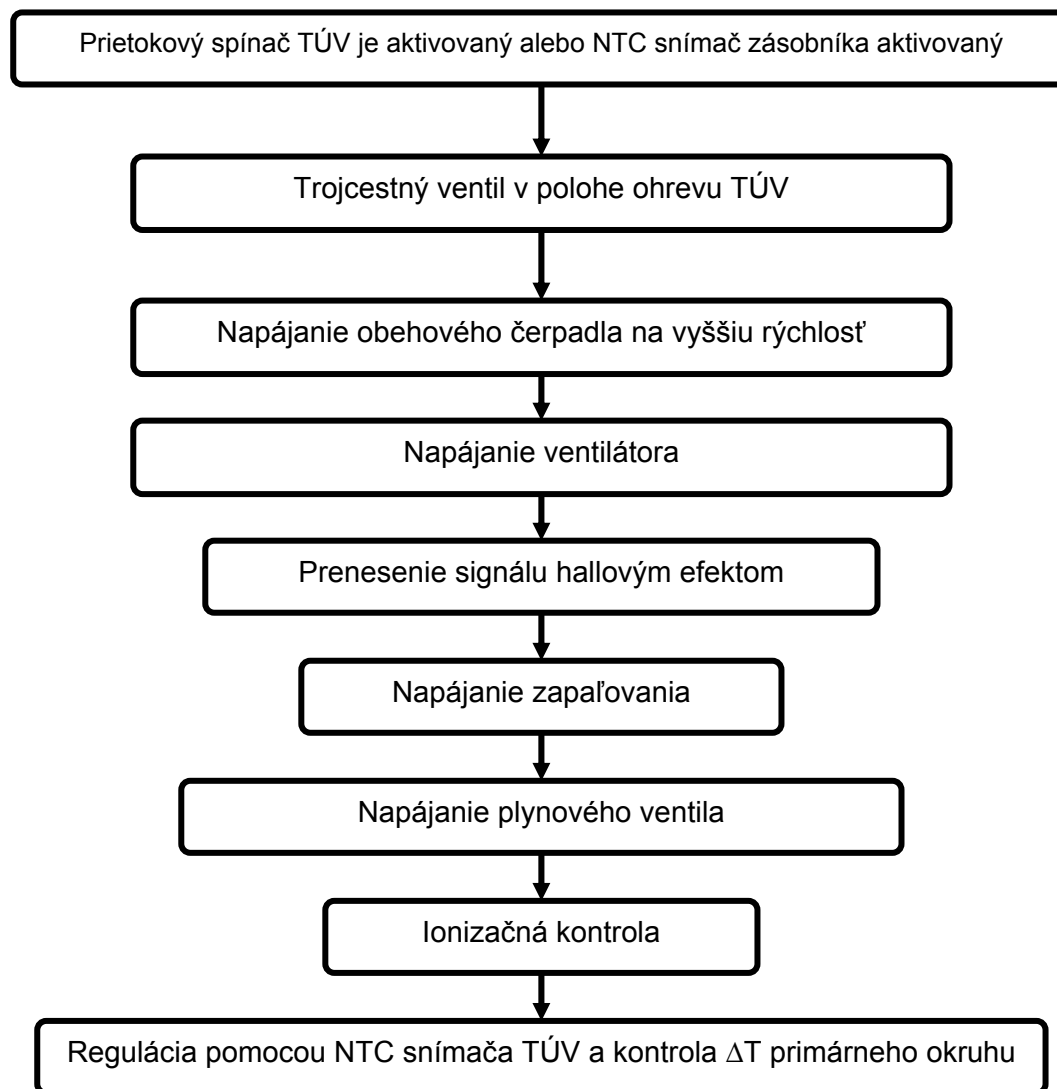 Prietokový spínač TÚV je aktivovaný alebo NTC snímač zásobníka aktivovaný
Trojcestný ventil v polohe ohrevu TÚV
Napájanie obehového čerpadla na vyššiu rýchlosť
Napájanie ventilátora
Prenesenie signálu hallovým efektom
Napájanie zapaľovania
Napájanie plynového ventila
Ionizačná kontrola
Regulácia pomocou NTC snímača TÚV a kontrola ∆T primárneho okruhu